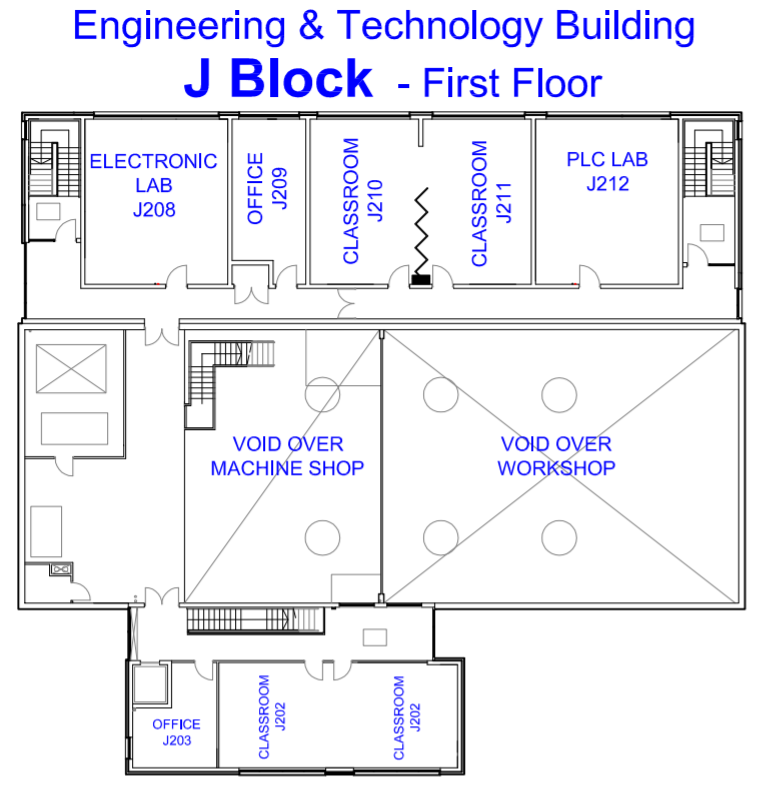 Engineering & Technology Building
J Block - First Floor
ELECTRONIC
LAB
J208
OFFICE
J209
CLASSROOM
J210
CLASSROOM
J211
PLC LAB
J212
VOID OVER
MACHINE SHOP
VOID OVER
WORKSHOP
OFFICE
J203
CLASSROOM
J202
CLASSROOM
J202